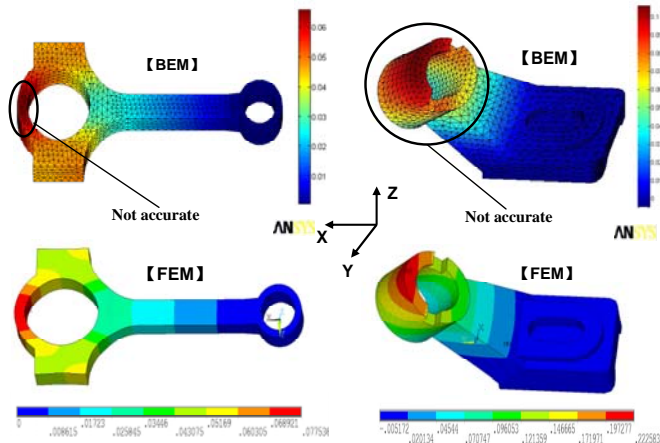 0.06
0.05
0.04
0.03
0.02
0.01
【BEM】
Not accurate
【BEM】
Not accurate
Z
X
Y
ANSYS
ANSYS
【FEM】
【FEM】
0
.008615
.01723
.025845
.03446
.043075
.05169
.060305
.068921
.077536
-.005172
.020134
.04544
.070747
.096053
.121359
.146665
.171971
.197277
.222583